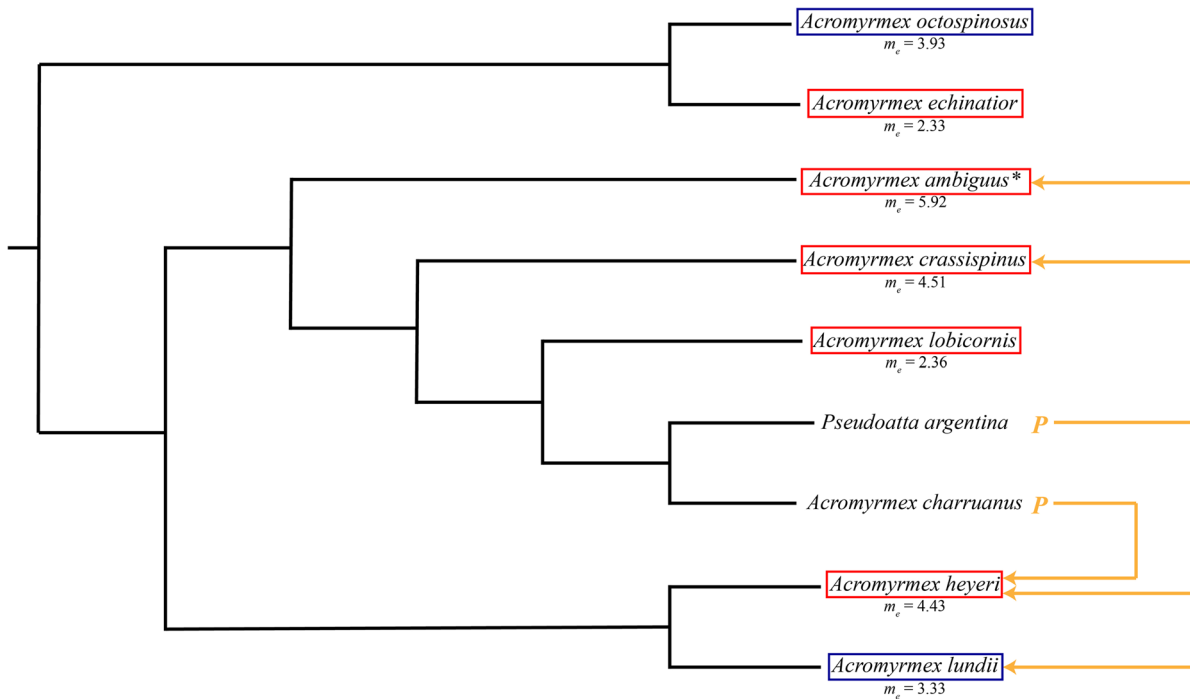 Acromyrmex octospinosus
mₑ = 3.93
Acromyrmex echinatior
mₑ = 2.33
Acromyrmex ambiguus*
mₑ = 5.92
Acromyrmex crassispinus
mₑ = 4.51
Acromyrmex lobicornis
mₑ = 2.36
Pseudoatta argentina P
Acromyrmex charruanus P
Acromyrmex heyeri
mₑ = 4.43
Acromyrmex lundii
mₑ = 3.33